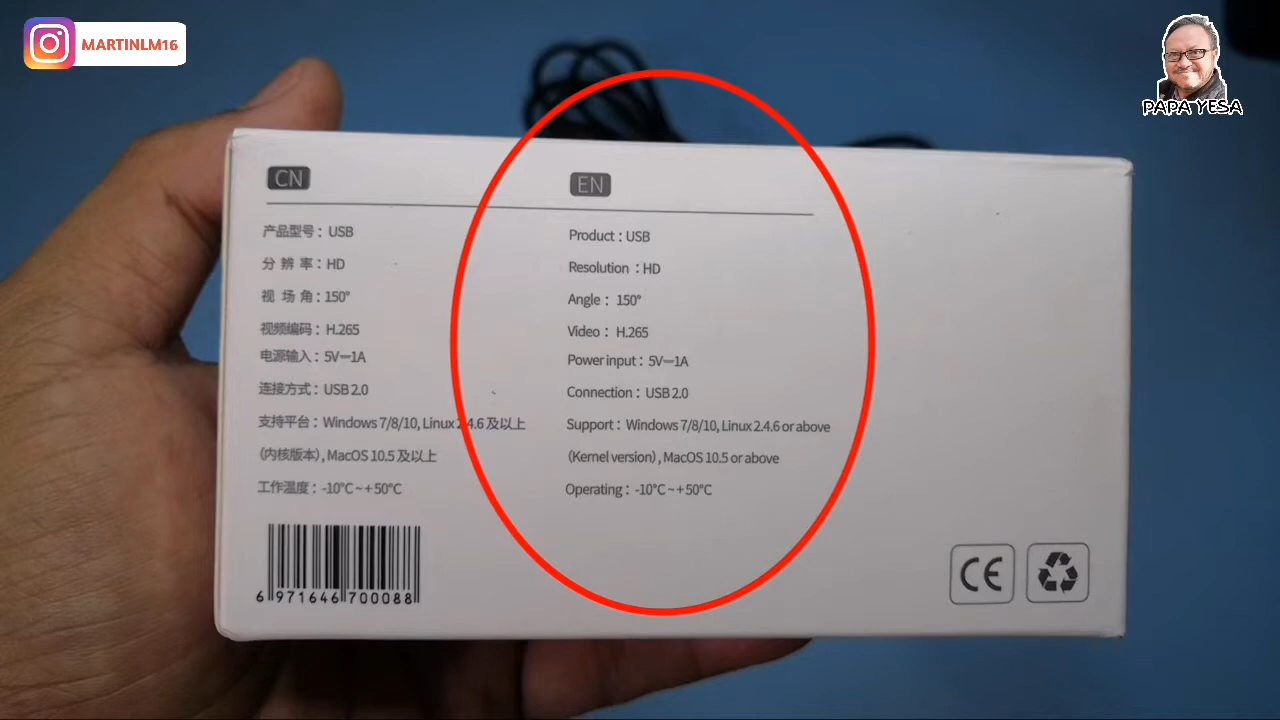 MARTINLM16
PAPA YESA
CN
产品型号：USB
分 辨 率：HD
视 场 角：150°
视频编码：H.265
电源输入：5V⎓1A
连接方式：USB 2.0
支持平台：Windows 7/8/10, Linux 2.4.6 及以上
（内核版本）, MacOS 10.5 及以上
工作温度：-10°C ~ +50°C
6 971646 700088
EN
Product : USB
Resolution : HD
Angle : 150°
Video : H.265
Power input : 5V⎓1A
Connection : USB 2.0
Support : Windows 7/8/10, Linux 2.4.6 or above
(Kernel version), MacOS 10.5 or above
Operating : -10°C ~ +50°C
CE